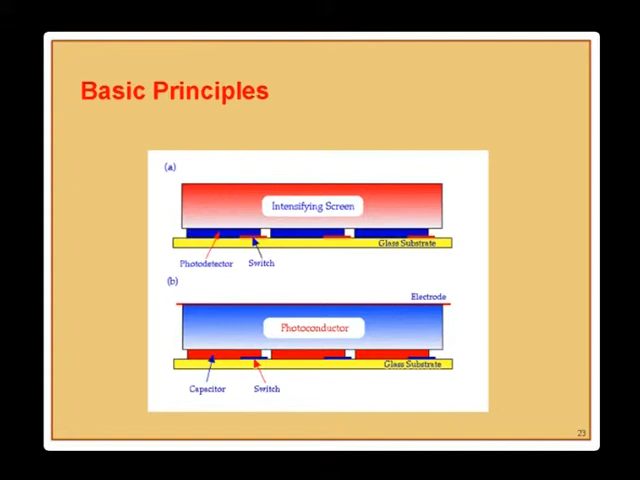 Basic Principles
(a)
Intensifying Screen
Glass Substrate
Photodetector
Switch
(b)
Electrode
Photoconductor
Glass Substrate
Capacitor
Switch
23